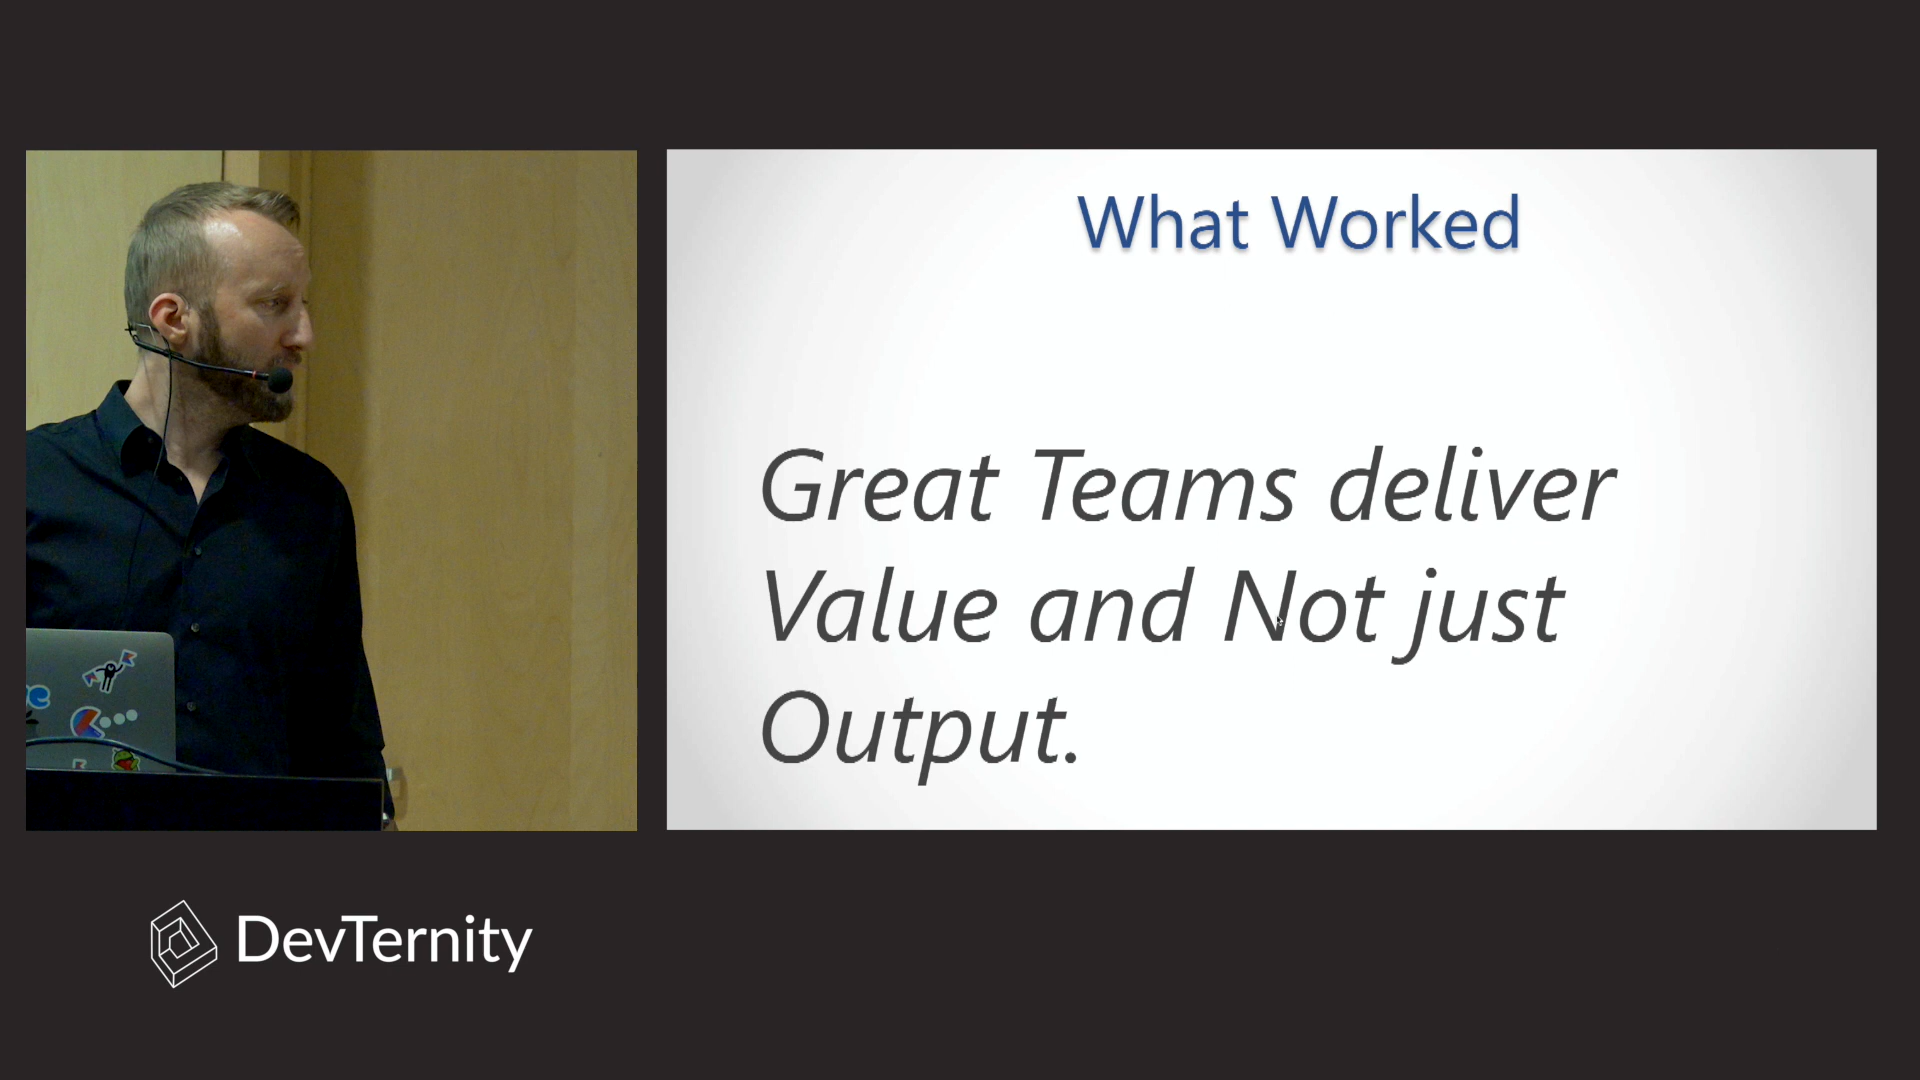 What Worked
Great Teams deliver
Value and Not just
Output.
DevTernity